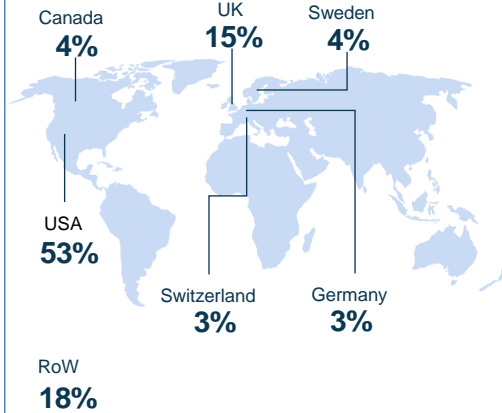 Canada
4%
UK
15%
Sweden
4%
USA
53%
Switzerland
3%
Germany
3%
RoW
18%